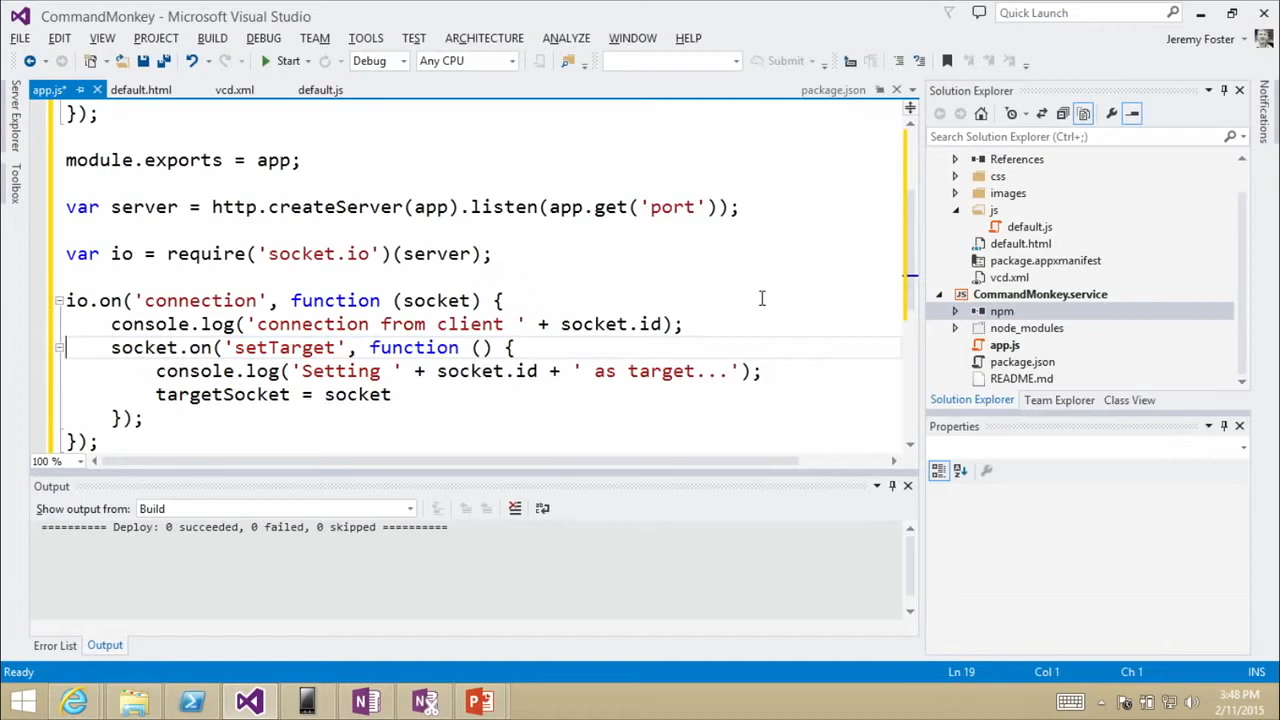 CommandMonkey - Microsoft Visual Studio
Quick Launch
FILE EDIT VIEW PROJECT BUILD DEBUG TEAM TOOLS TEST ARCHITECTURE ANALYZE WINDOW HELP
Jeremy Foster
Start
Debug
Any CPU
Submit
Server Explorer
Toolbox
app.js*
default.html
vcd.xml
default.js
package.json
});
module.exports = app;
var server = http.createServer(app).listen(app.get('port'));
var io = require('socket.io')(server);
io.on('connection', function (socket) {
console.log('connection from client ' + socket.id);
socket.on('setTarget', function () {
console.log('Setting ' + socket.id + ' as target...');
targetSocket = socket
});
});
100 %
Output
Show output from: Build
========== Deploy: 0 succeeded, 0 failed, 0 skipped ==========
Error List
Output
Solution Explorer
Search Solution Explorer (Ctrl+;)
References
css
images
js
default.js
default.html
package.appxmanifest
vcd.xml
JS CommandMonkey.service
npm
node_modules
app.js
package.json
README.md
Solution Explorer
Team Explorer
Class View
Properties
Notifications
Ready
Ln 19
Col 1
Ch 1
INS
3:48 PM
2/11/2015